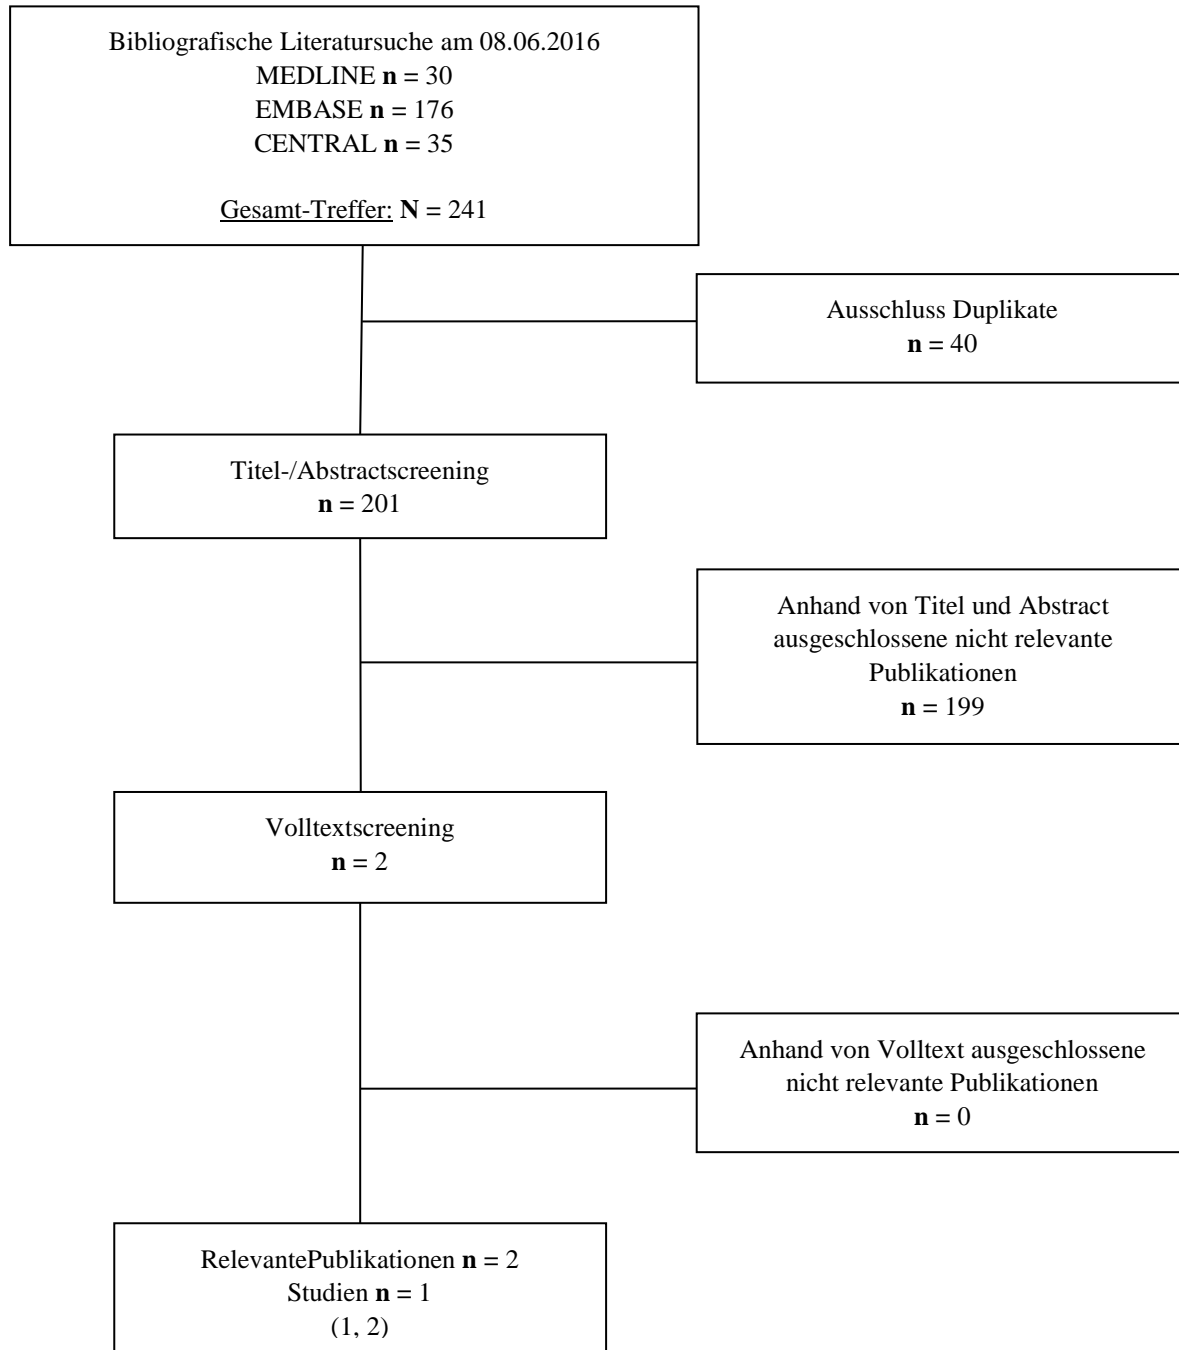 Bibliografische Literatursuche am 08.06.2016
MEDLINE n = 30
EMBASE n = 176
CENTRAL n = 35
Gesamt-Treffer: N = 241
Ausschluss Duplikate
n = 40
Titel-/Abstractscreening
n = 201
Anhand von Titel und Abstract
ausgeschlossene nicht relevante
Publikationen
n = 199
Volltextscreening
n = 2
Anhand von Volltext ausgeschlossene
nicht relevante Publikationen
n = 0
RelevantePublikationen n = 2
Studien n = 1
(1, 2)